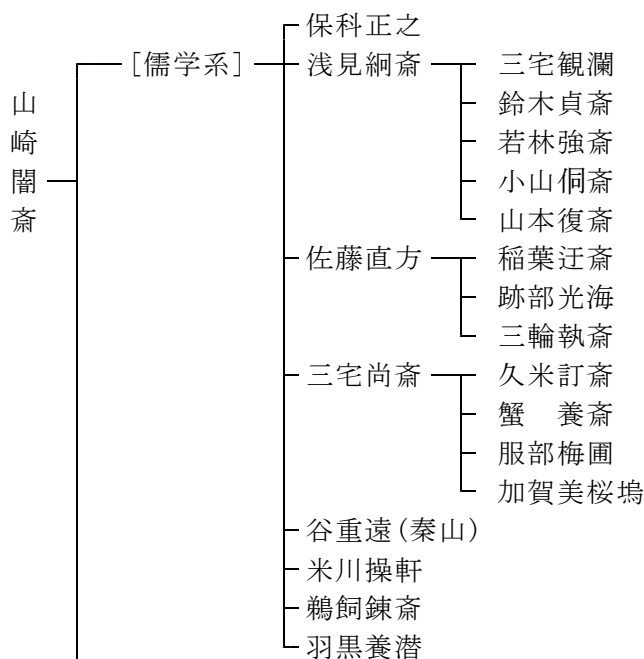 山崎闇斎
[儒学系]
保科正之
浅見絅斎
三宅観瀾
鈴木貞斎
若林強斎
小山侗斎
山本復斎
佐藤直方
稲葉迂斎
跡部光海
三輪執斎
三宅尚斎
久米訂斎
蟹　養斎
服部梅圃
加賀美桜塢
谷重遠(秦山)
米川操軒
鵜飼錬斎
羽黒養潜